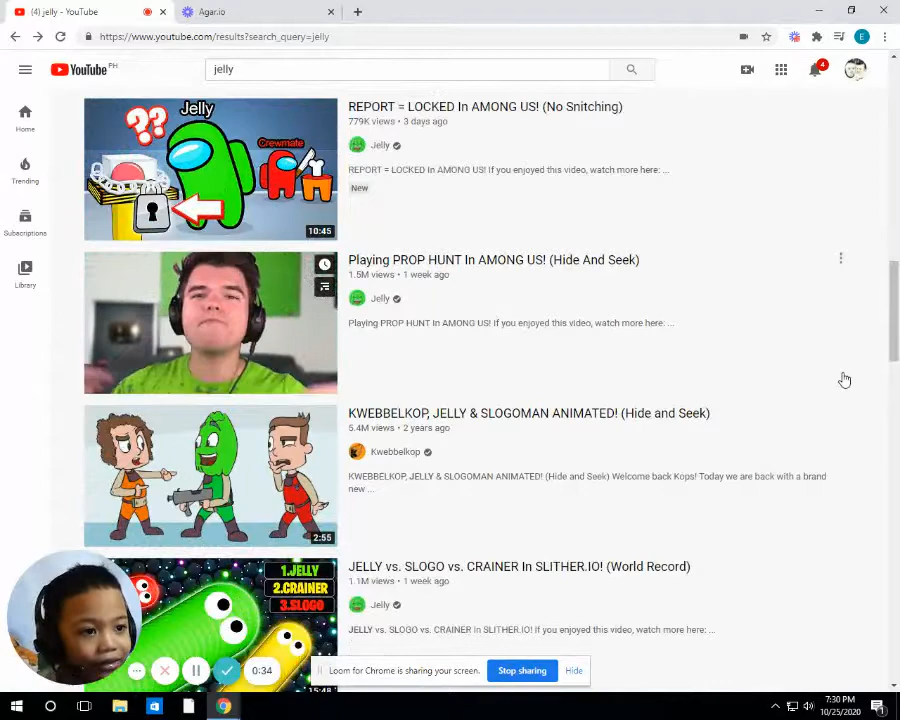 (4) jelly - YouTube
Agar.io
https://www.youtube.com/results?search_query=jelly
E
YouTube PH
jelly
4
Home
Trending
Subscriptions
Library
Jelly
??
Crewmate
10:45
REPORT = LOCKED In AMONG US! (No Snitching)
779K views • 3 days ago
Jelly
REPORT = LOCKED In AMONG US! If you enjoyed this video, watch more here: ...
New
Playing PROP HUNT In AMONG US! (Hide And Seek)
1.5M views • 1 week ago
Jelly
Playing PROP HUNT In AMONG US! If you enjoyed this video, watch more here: ...
2:55
KWEBBELKOP, JELLY & SLOGOMAN ANIMATED! (Hide and Seek)
5.4M views • 2 years ago
Kwebbelkop
KWEBBELKOP, JELLY & SLOGOMAN ANIMATED! (Hide and Seek) Welcome back Kops! Today we are back with a brand
new ...
1.JELLY
2.CRAINER
3.SLOGO
15:48
JELLY vs. SLOGO vs. CRAINER In SLITHER.IO! (World Record)
1.1M views • 1 week ago
Jelly
JELLY vs. SLOGO vs. CRAINER In SLITHER.IO! If you enjoyed this video, watch more here: ...
0:34
Loom for Chrome is sharing your screen.
Stop sharing
Hide
7:30 PM
10/25/2020
1